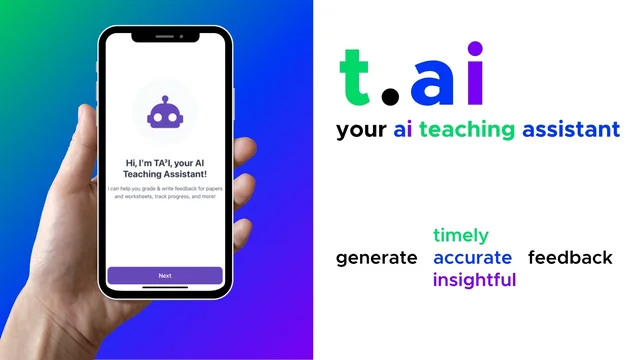 Hi, I'm TA²I, your AI
Teaching Assistant!
I can help you grade & write feedback for papers
and worksheets, track progress, and more!
Next
t.ai
your ai teaching assistant
timely
generate accurate feedback
insightful